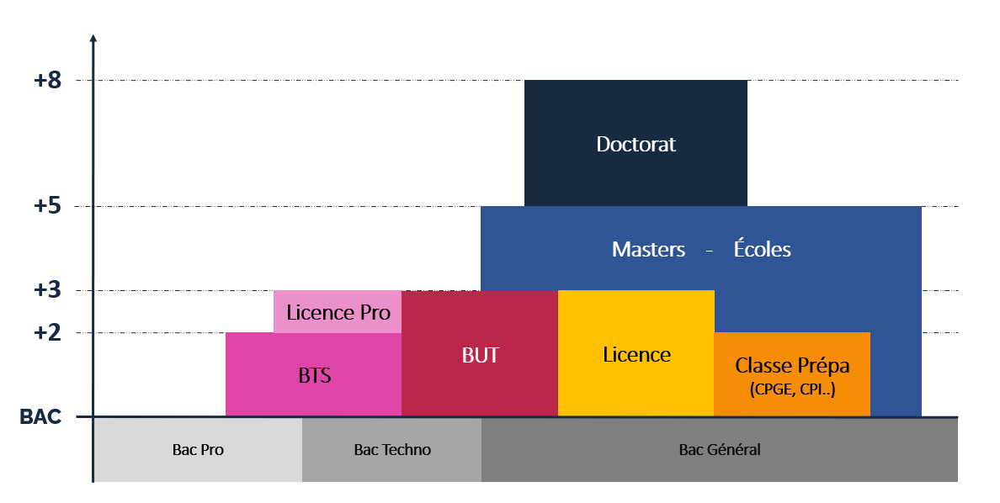 +8
Doctorat
+5
Masters - Écoles
+3
Licence Pro
+2
BUT
Licence
Classe Prépa
BTS
(CPGE, CPI..)
BAC
Bac Pro
Bac Techno
Bac Général